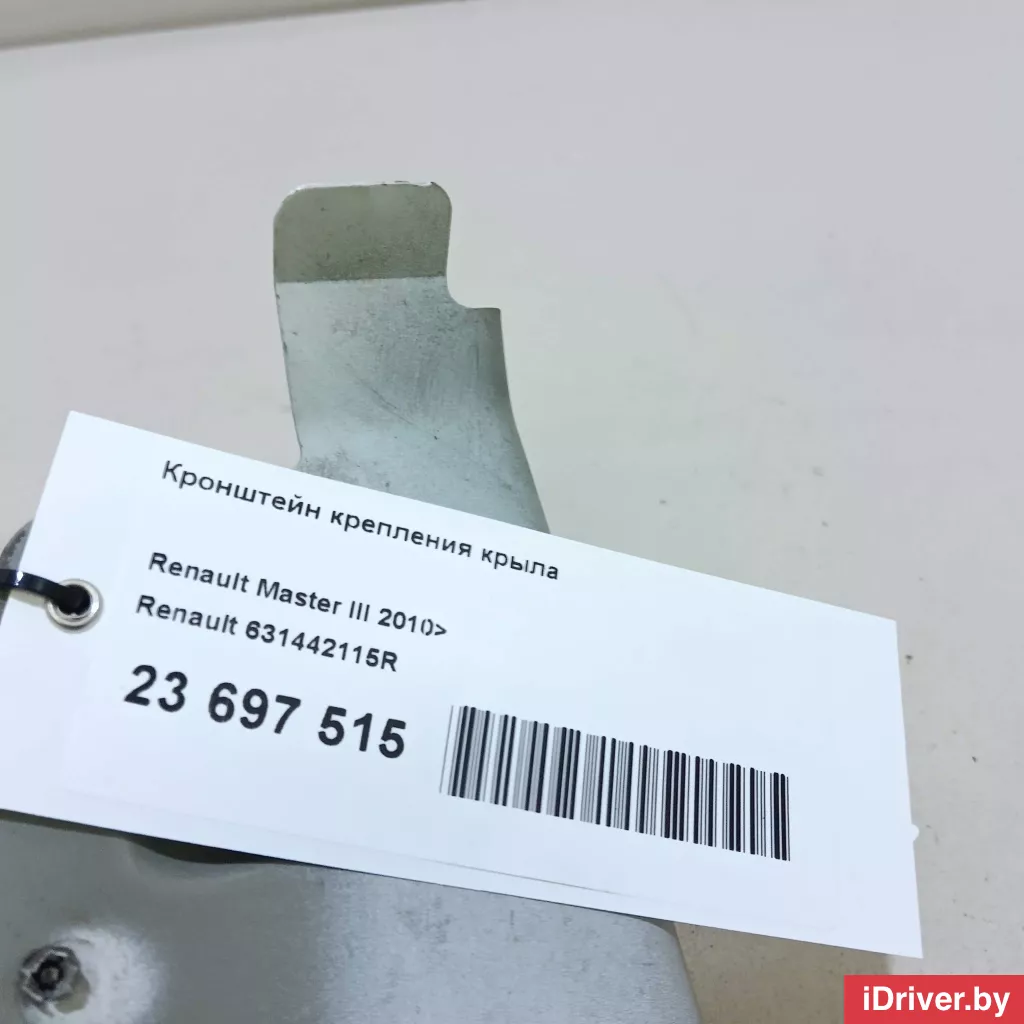 Кронштейн крепления крыла
Renault Master III 2010>
Renault 631442115R
23 697 515
iDriver.by